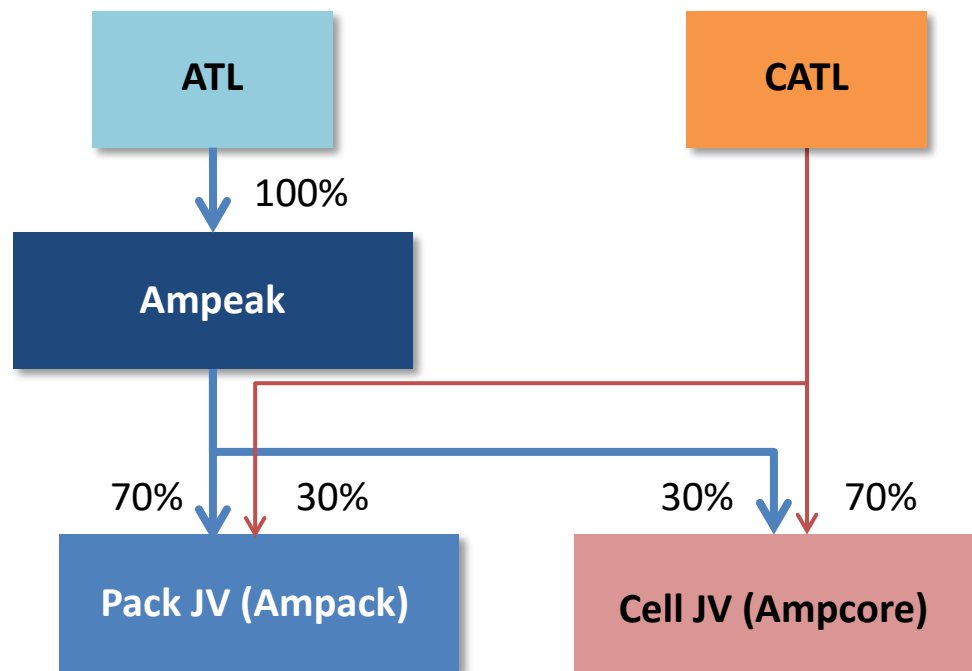 ATL
CATL
100%
Ampeak
70%
30%
30%
70%
Pack JV (Ampack)
Cell JV (Ampcore)